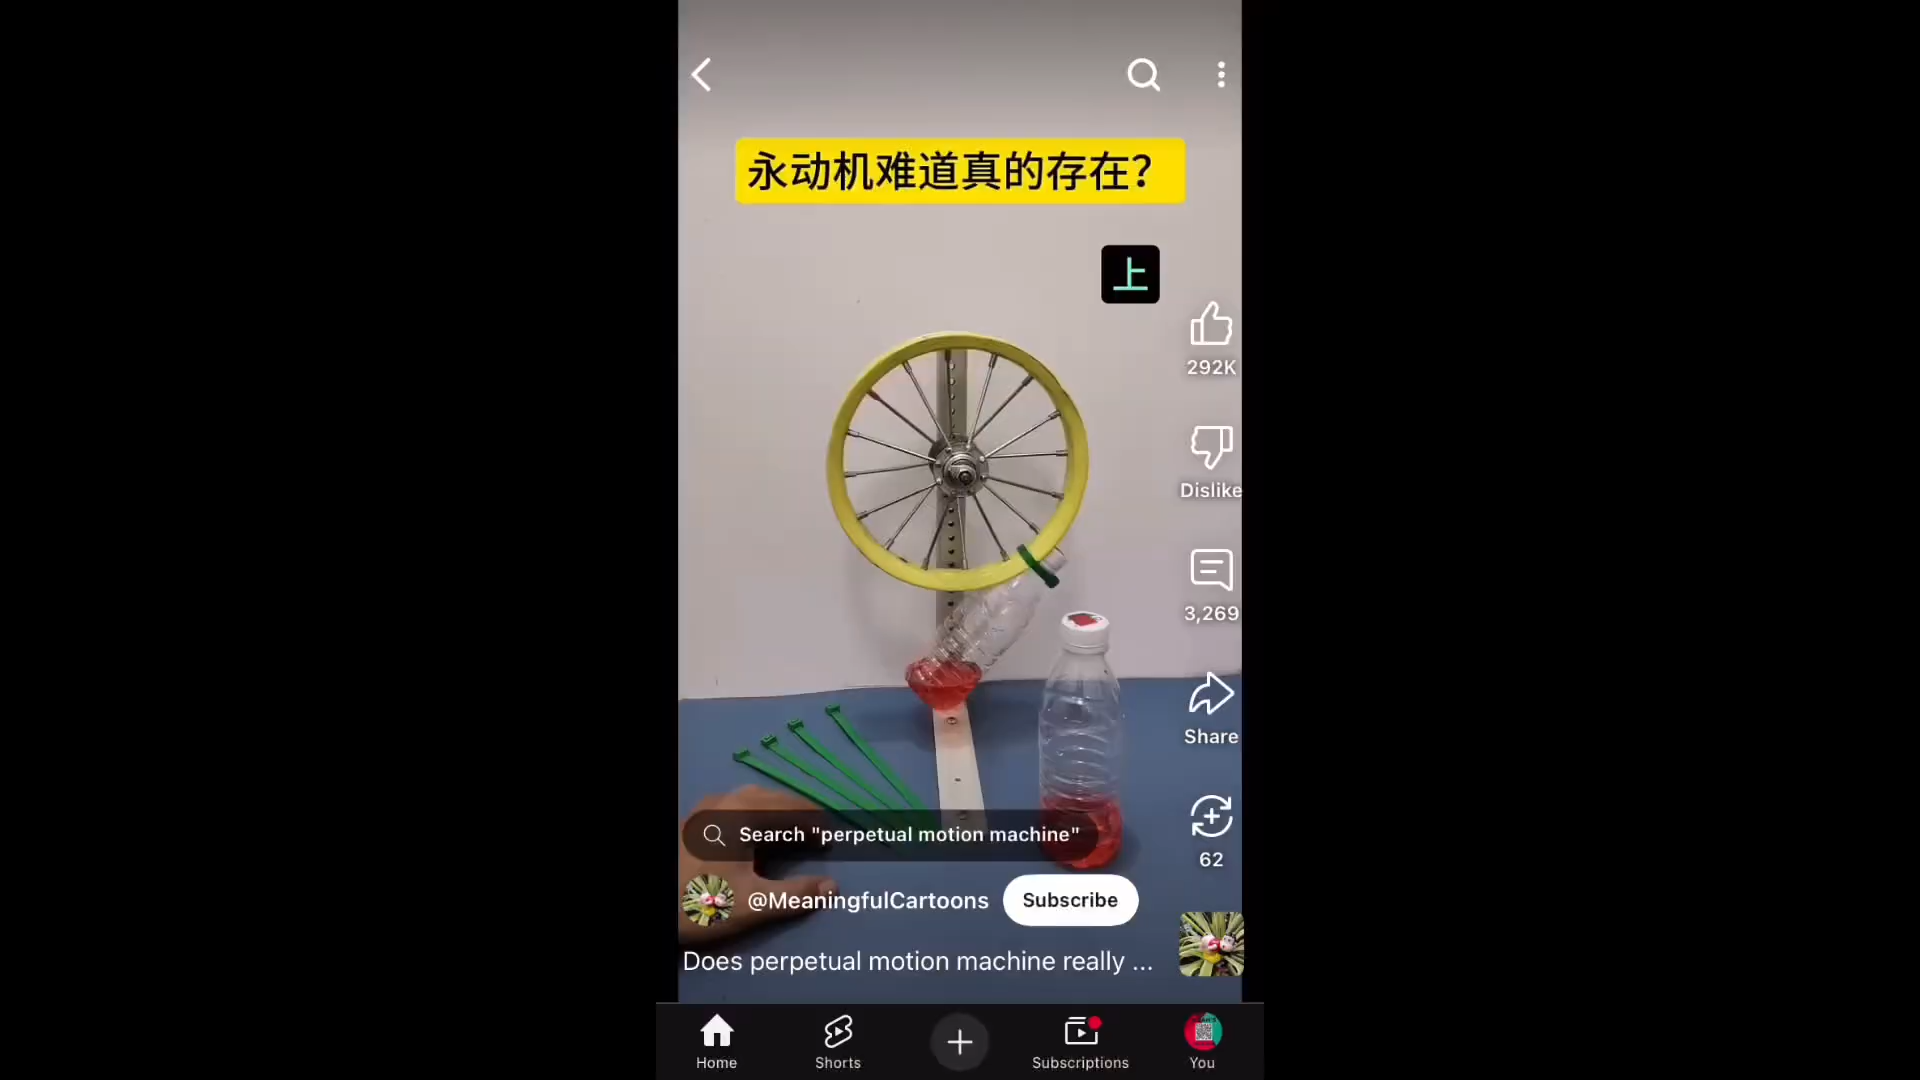 永动机难道真的存在?
上
292K
Dislike
3,269
Share
62
Search "perpetual motion machine"
@MeaningfulCartoons
Subscribe
Does perpetual motion machine really ...
Home
Shorts
Subscriptions
You